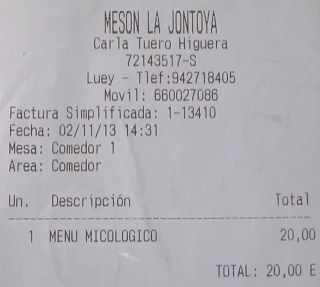 MESON LA JONTOYA
Carla Tuero Higuera
72143517-S
Luey - Tlef:942718405
Movil: 660027086
Factura Simplificada: 1-13410
Fecha: 02/11/13 14:31
Mesa: Comedor 1
Area: Comedor
Un. Descripción Total
1 MENU MICOLOGICO 20,00
TOTAL: 20,00 E